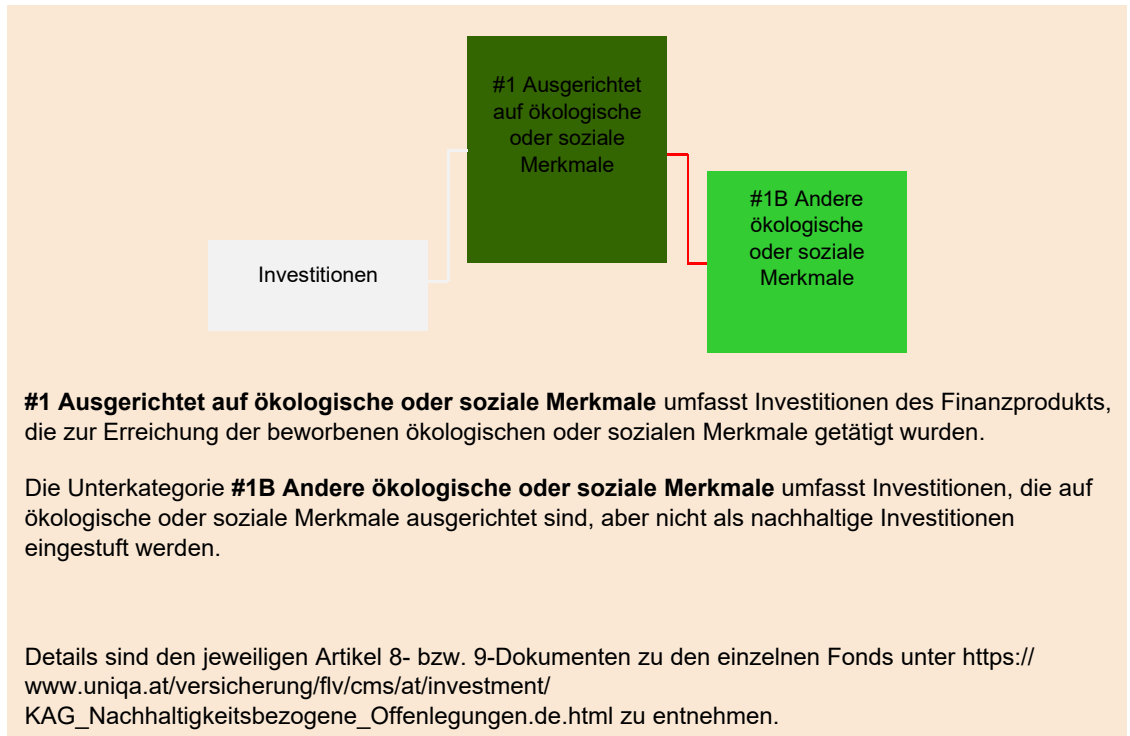 #1 Ausgerichtet
auf ökologische
oder soziale
Merkmale
#1B Andere
ökologische
oder soziale
Merkmale
Investitionen
#1 Ausgerichtet auf ökologische oder soziale Merkmale umfasst Investitionen des Finanzprodukts,
die zur Erreichung der beworbenen ökologischen oder sozialen Merkmale getätigt wurden.
Die Unterkategorie #1B Andere ökologische oder soziale Merkmale umfasst Investitionen, die auf
ökologische oder soziale Merkmale ausgerichtet sind, aber nicht als nachhaltige Investitionen
eingestuft werden.
Details sind den jeweiligen Artikel 8- bzw. 9-Dokumenten zu den einzelnen Fonds unter https://
www.uniqa.at/versicherung/flv/cms/at/investment/
KAG_Nachhaltigkeitsbezogene_Offenlegungen.de.html zu entnehmen.